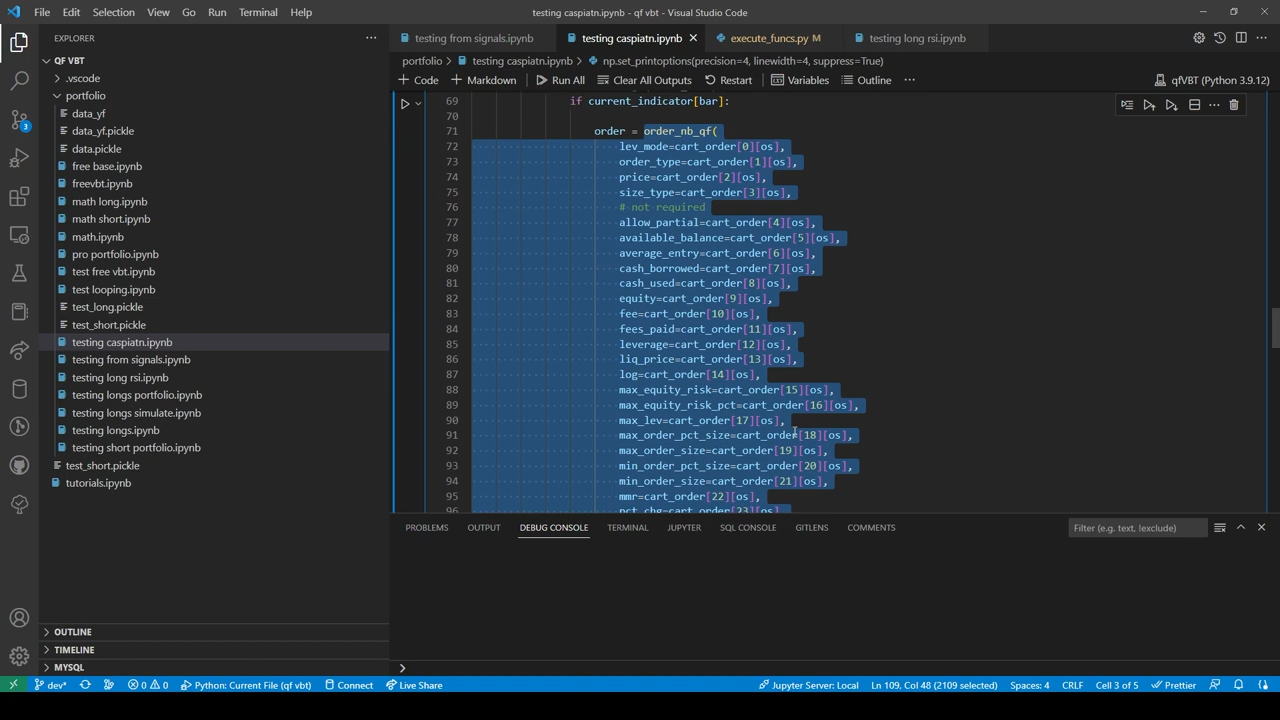 File Edit Selection View Go Run Terminal Help
testing caspiatn.ipynb - qf vbt - Visual Studio Code
EXPLORER
testing from signals.ipynb
testing caspiatn.ipynb
execute_funcs.py M
testing long rsi.ipynb
QF VBT
.vscode
portfolio
data_yf
data_yf.pickle
data.pickle
free base.ipynb
freevbt.ipynb
math long.ipynb
math short.ipynb
math.ipynb
pro portfolio.ipynb
test free vbt.ipynb
test looping.ipynb
test_long.pickle
test_short.pickle
testing caspiatn.ipynb
testing from signals.ipynb
testing long rsi.ipynb
testing longs portfolio.ipynb
testing longs simulate.ipynb
testing longs.ipynb
testing short portfolio.ipynb
test_short.pickle
tutorials.ipynb
OUTLINE
TIMELINE
MYSQL
3
portfolio > testing caspiatn.ipynb > np.set_printoptions(precision=4, linewidth=4, suppress=True)
+ Code + Markdown Run All Clear All Outputs Restart Variables Outline ...
qfVBT (Python 3.9.12)
69 if current_indicator[bar]:
70
71 order = order_nb_qf(
72 lev_mode=cart_order[0][os],
73 order_type=cart_order[1][os],
74 price=cart_order[2][os],
75 size_type=cart_order[3][os],
76 # not required
77 allow_partial=cart_order[4][os],
78 available_balance=cart_order[5][os],
79 average_entry=cart_order[6][os],
80 cash_borrowed=cart_order[7][os],
81 cash_used=cart_order[8][os],
82 equity=cart_order[9][os],
83 fee=cart_order[10][os],
84 fees_paid=cart_order[11][os],
85 leverage=cart_order[12][os],
86 liq_price=cart_order[13][os],
87 log=cart_order[14][os],
88 max_equity_risk=cart_order[15][os],
89 max_equity_risk_pct=cart_order[16][os],
90 max_lev=cart_order[17][os],
91 max_order_pct_size=cart_order[18][os],
92 max_order_size=cart_order[19][os],
93 min_order_pct_size=cart_order[20][os],
94 min_order_size=cart_order[21][os],
95 mmr=cart_order[22][os],
96 pct_chg=cart_order[23][os],
PROBLEMS OUTPUT DEBUG CONSOLE TERMINAL JUPYTER SQL CONSOLE GITLENS COMMENTS
Filter (e.g. text, !exclude)
dev* 0 0 Python: Current File (qf vbt) Connect Live Share
Jupyter Server: Local Ln 109, Col 48 (2109 selected) Spaces: 4 CRLF Cell 3 of 5 Prettier